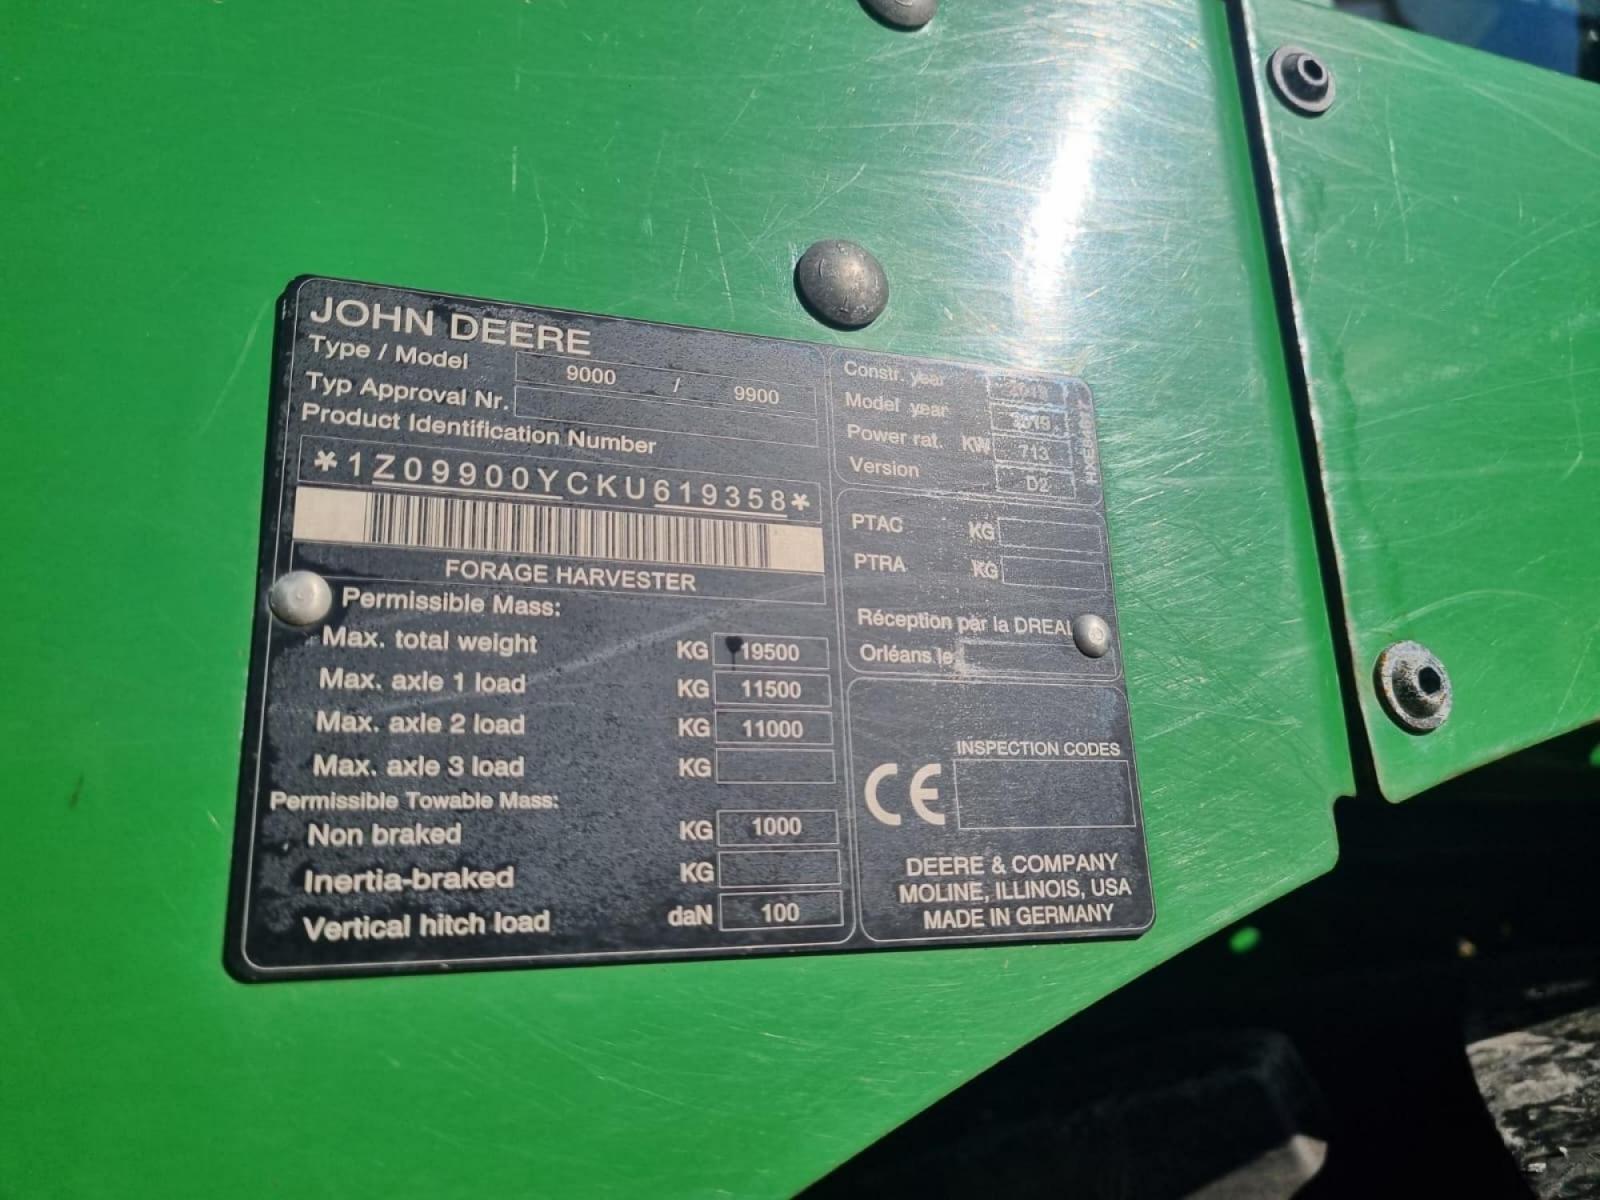 JOHN DEERE
Type / Model 9000 / 9900
Typ Approval Nr.
Product Identification Number
*1Z09900YCKU619358*
FORAGE HARVESTER
Permissible Mass:
Max. total weight KG 19500
Max. axle 1 load KG 11500
Max. axle 2 load KG 11000
Max. axle 3 load KG
Permissible Towable Mass:
Non braked KG 1000
Inertia-braked KG
Vertical hitch load daN 100
Constr. year
Model year 2019
Power rat. KW 713
Version D2
PTAC KG
PTRA KG
Réception par la DREAL
Orléans le
INSPECTION CODES
CE
DEERE & COMPANY
MOLINE, ILLINOIS, USA
MADE IN GERMANY